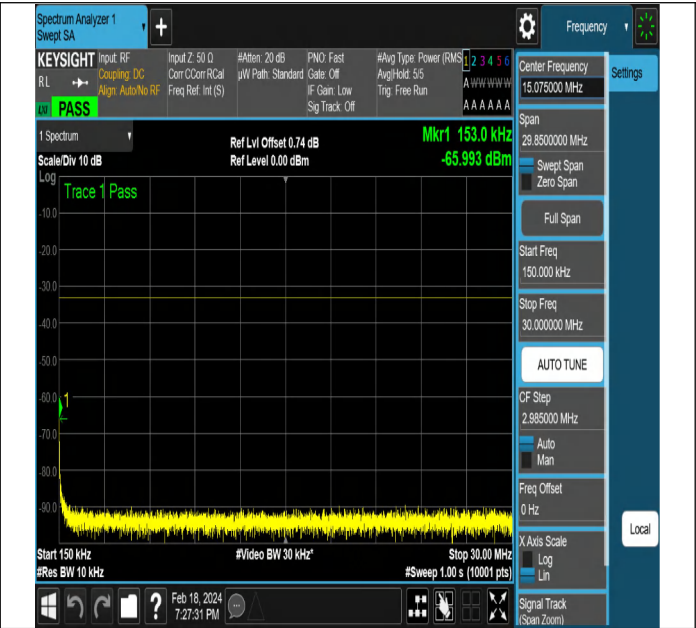 Spectrum Analyzer 1
Swept SA
+
Frequency
KEYSIGHT
RL
PASS
Input: RF
Coupling: DC
Align: Auto/No RF
Input Z: 50 Ω
Corr CCorr RCal
Freq Ref: Int (S)
#Atten: 20 dB
µW Path: Standard
PNO: Fast
Gate: Off
IF Gain: Low
Sig Track: Off
#Avg Type: Power (RMS
Avg|Hold: 5/5
Trig: Free Run
1 2 3 4 5 6
A W W W W W
A A A A A A
1 Spectrum
Scale/Div 10 dB
Ref Lvl Offset 0.74 dB
Ref Level 0.00 dBm
Mkr1 153.0 kHz
-65.993 dBm
Log
Trace 1 Pass
-10.0
-20.0
-30.0
-40.0
-50.0
-60.0
1
-70.0
-80.0
-90.0
Start 150 kHz
#Video BW 30 kHz*
Stop 30.00 MHz
#Res BW 10 kHz
#Sweep 1.00 s (10001 pts)
?
Feb 18, 2024
7:27:31 PM
Center Frequency
15.075000 MHz
Settings
Span
29.8500000 MHz
Swept Span
Zero Span
Full Span
Start Freq
150.000 kHz
Stop Freq
30.000000 MHz
AUTO TUNE
CF Step
2.985000 MHz
Auto
Man
Freq Offset
0 Hz
Local
X Axis Scale
Log
Lin
Signal Track
(Span Zoom)